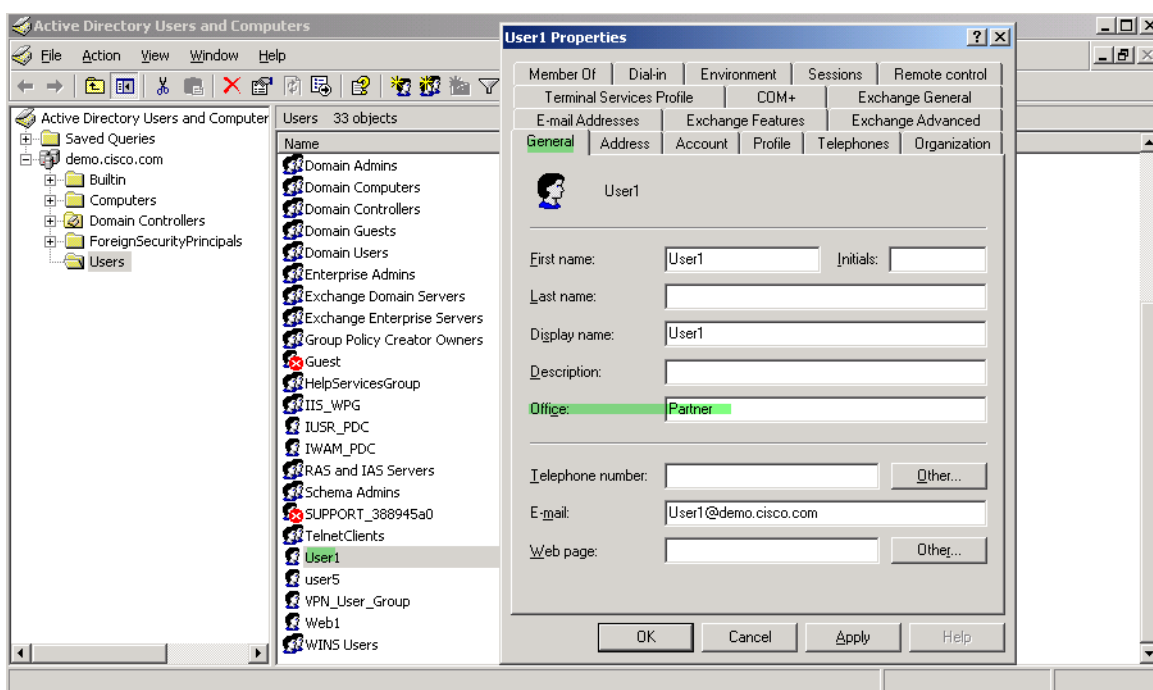 Active Directory Users and Computers
File Action View Window Help
Active Directory Users and Computer
Saved Queries
demo.cisco.com
Builtin
Computers
Domain Controllers
ForeignSecurityPrincipals
Users
Users 33 objects
Name
Domain Admins
Domain Computers
Domain Controllers
Domain Guests
Domain Users
Enterprise Admins
Exchange Domain Servers
Exchange Enterprise Servers
Group Policy Creator Owners
Guest
HelpServicesGroup
IIS_WPG
IUSR_PDC
IWAM_PDC
RAS and IAS Servers
Schema Admins
SUPPORT_388945a0
TelnetClients
User1
user5
VPN_User_Group
Web1
WINS Users
User1 Properties
Member Of Dial-in Environment Sessions Remote control
Terminal Services Profile COM+ Exchange General
E-mail Addresses Exchange Features Exchange Advanced
General Address Account Profile Telephones Organization
User1
First name: User1 Initials:
Last name:
Display name: User1
Description:
Office: Partner
Telephone number: Other...
E-mail: User1@demo.cisco.com
Web page: Other...
OK Cancel Apply Help